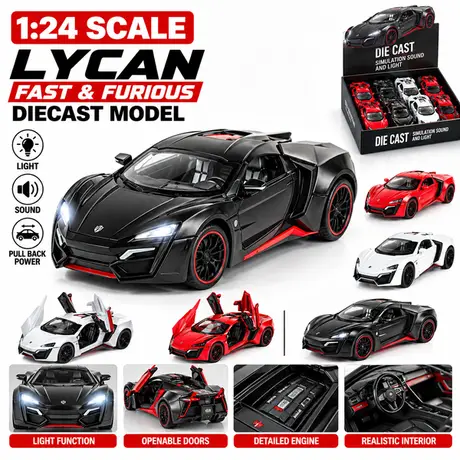 1:24 SCALE
LYCAN
FAST & FURIOUS
DIECAST MODEL
LIGHT
SOUND
PULL BACK
POWER
DIE CAST
SIMULATION SOUND
AND LIGHT
DIE CAST SIMULATION SOUND
AND LIGHT
LIGHT FUNCTION
OPENABLE DOORS
DETAILED ENGINE
REALISTIC INTERIOR